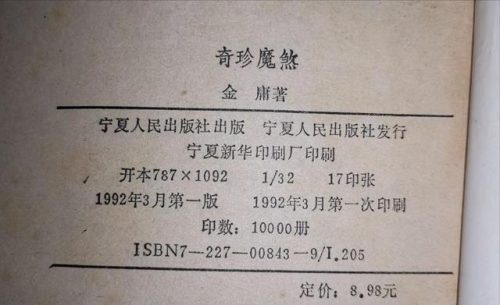 奇珍魔煞
金 庸著
宁夏人民出版社出版 宁夏人民出版社发行
宁夏新华印刷厂印刷
开本787×1092 1/32 17印张
1992年3月第一版 1992年3月第一次印刷
印数：10000册
ISBN7—227—00843—9/I.205
定价：8.98元